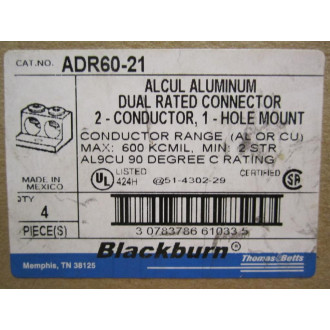 CAT.NO. ADR60-21
ALCUL ALUMINUM
DUAL RATED CONNECTOR
2 - CONDUCTOR, 1 - HOLE MOUNT
CONDUCTOR RANGE (AL OR CU)
MAX: 600 KCMIL, MIN: 2 STR
AL9CU 90 DEGREE C RATING
MADE IN
MEXICO
UL LISTED
424H
@51-4302-29
CERTIFIED
QTY
4
PIECE(S)
3 0783786 61033 5
Blackburn®
Memphis, TN 38125
Thomas&Betts